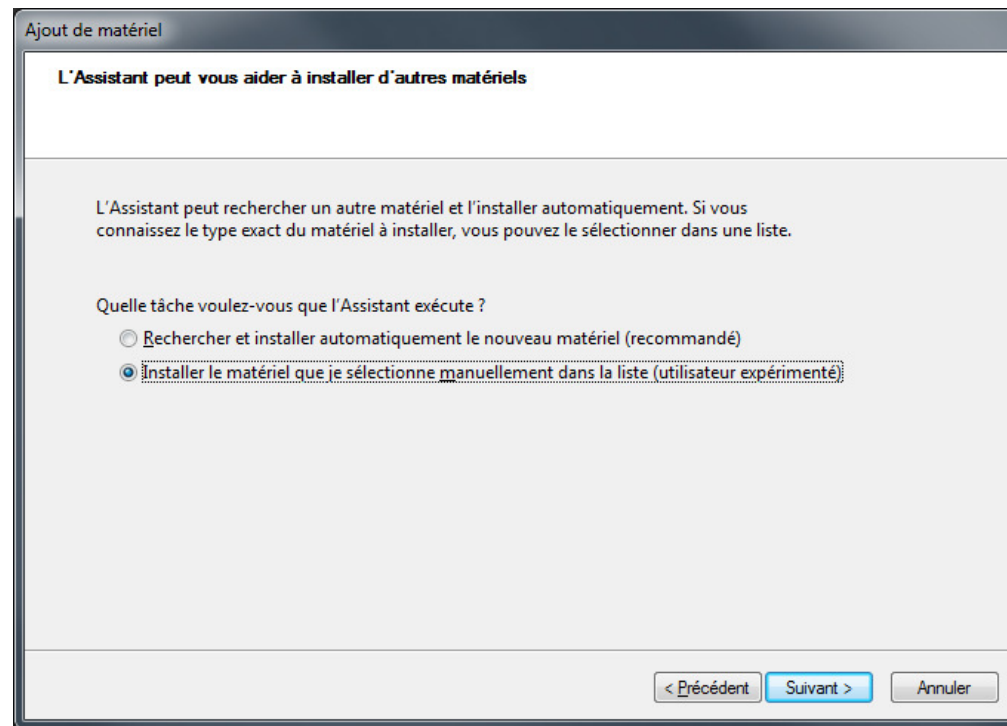 Ajout de matériel
L'Assistant peut vous aider à installer d'autres matériels
L'Assistant peut rechercher un autre matériel et l'installer automatiquement. Si vous
connaissez le type exact du matériel à installer, vous pouvez le sélectionner dans une liste.
Quelle tâche voulez-vous que l'Assistant exécute ?
Rechercher et installer automatiquement le nouveau matériel (recommandé)
Installer le matériel que je sélectionne manuellement dans la liste (utilisateur expérimenté)
< Précédent Suivant > Annuler